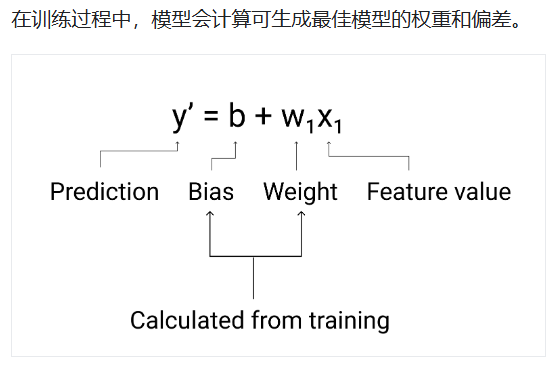 在训练过程中，模型会计算可生成最佳模型的权重和偏差。
y′ = b + w₁x₁
Prediction Bias Weight Feature value
Calculated from training